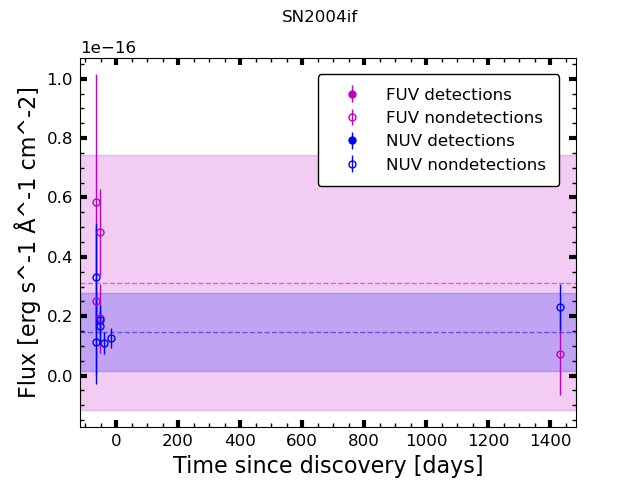 SN2004if
1e−16
1.0
0.8
0.6
0.4
0.2
0.0
Flux [erg s^-1 Å^-1 cm^-2]
FUV detections
FUV nondetections
NUV detections
NUV nondetections
0 200 400 600 800 1000 1200 1400
Time since discovery [days]